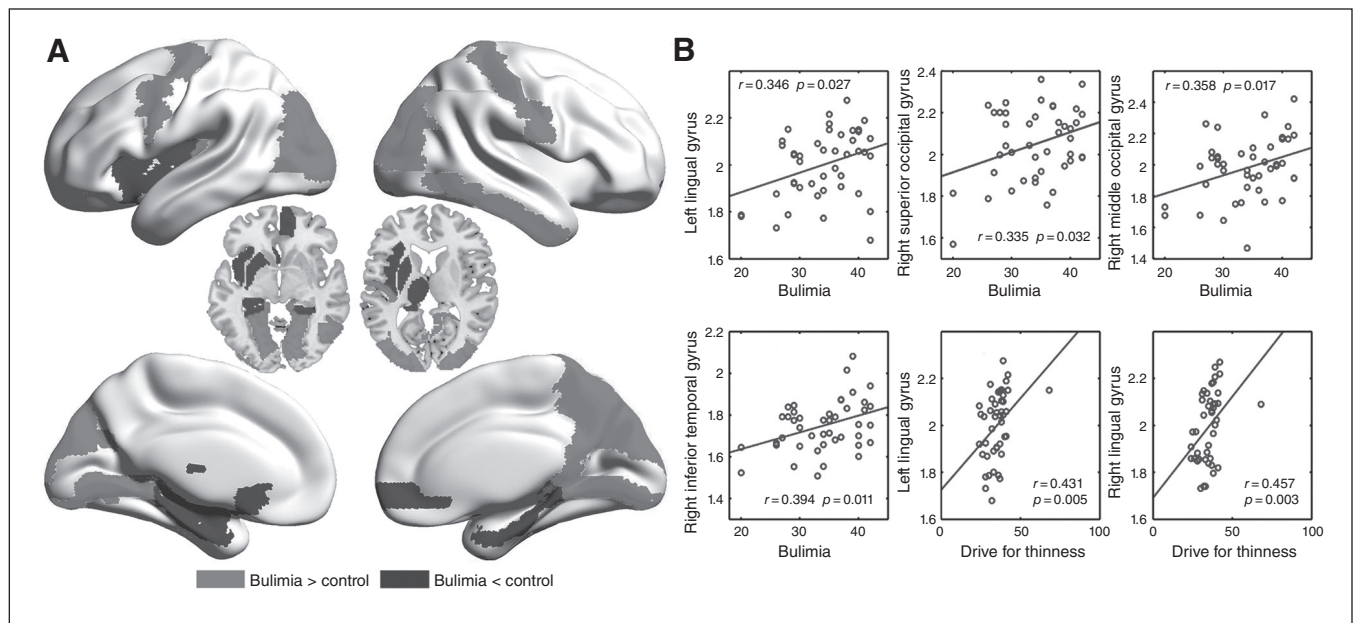 A
Bulimia > control
Bulimia < control
B
r = 0.346 p = 0.027
Left lingual gyrus
2.2
2
1.8
1.6
20
30
40
Bulimia
Right superior occipital gyrus
2.4
2.2
2
1.8
1.6
r = 0.335 p = 0.032
20
30
40
Bulimia
r = 0.358 p = 0.017
Right middle occipital gyrus
2.4
2.2
2
1.8
1.6
1.4
20
30
40
Bulimia
Right inferior temporal gyrus
2.2
2
1.8
1.6
1.4
r = 0.394 p = 0.011
20
30
40
Bulimia
Left lingual gyrus
2.2
2
1.8
1.6
r = 0.431
p = 0.005
0
50
100
Drive for thinness
Right lingual gyrus
2.4
2.2
2
1.8
1.6
r = 0.457
p = 0.003
0
50
100
Drive for thinness